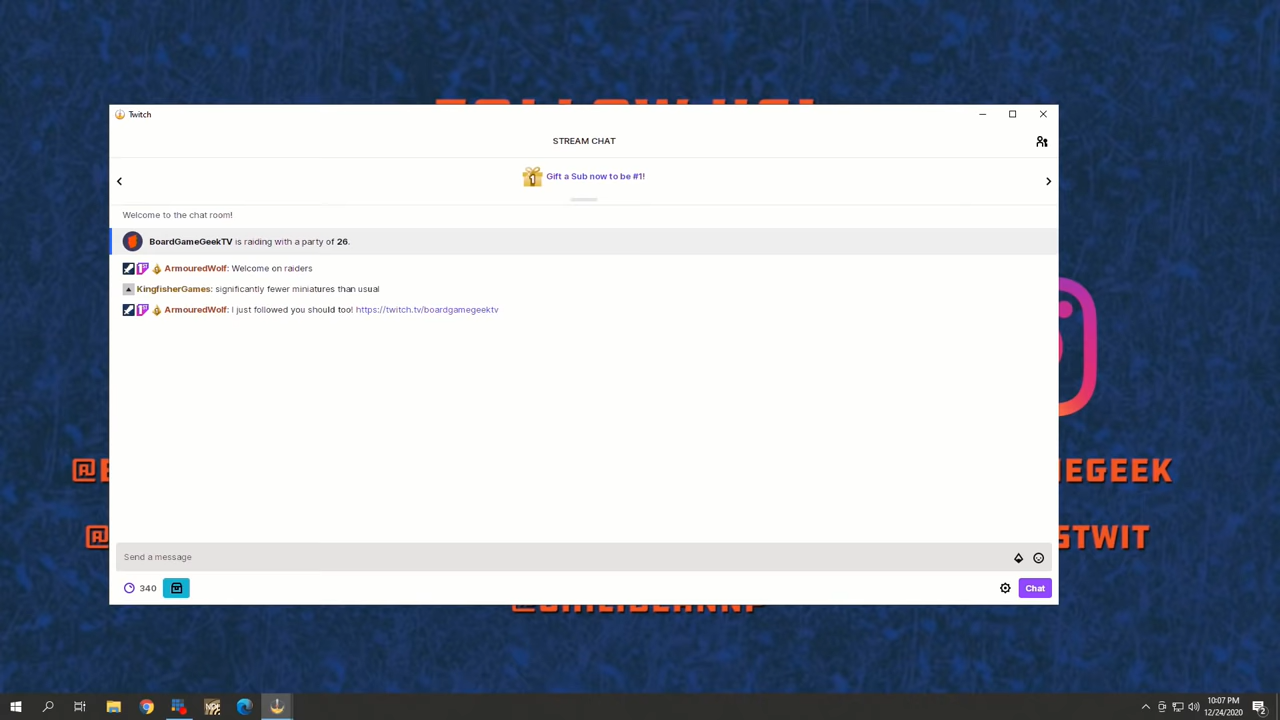 Twitch
STREAM CHAT
Gift a Sub now to be #1!
Welcome to the chat room!
BoardGameGeekTV is raiding with a party of 26.
ArmouredWolf: Welcome on raiders
KingfisherGames: significantly fewer miniatures than usual
ArmouredWolf: I just followed you should too! https://twitch.tv/boardgamegeektv
EGEEK
STWIT
Send a message
340
Chat
10:07 PM
12/24/2020
2